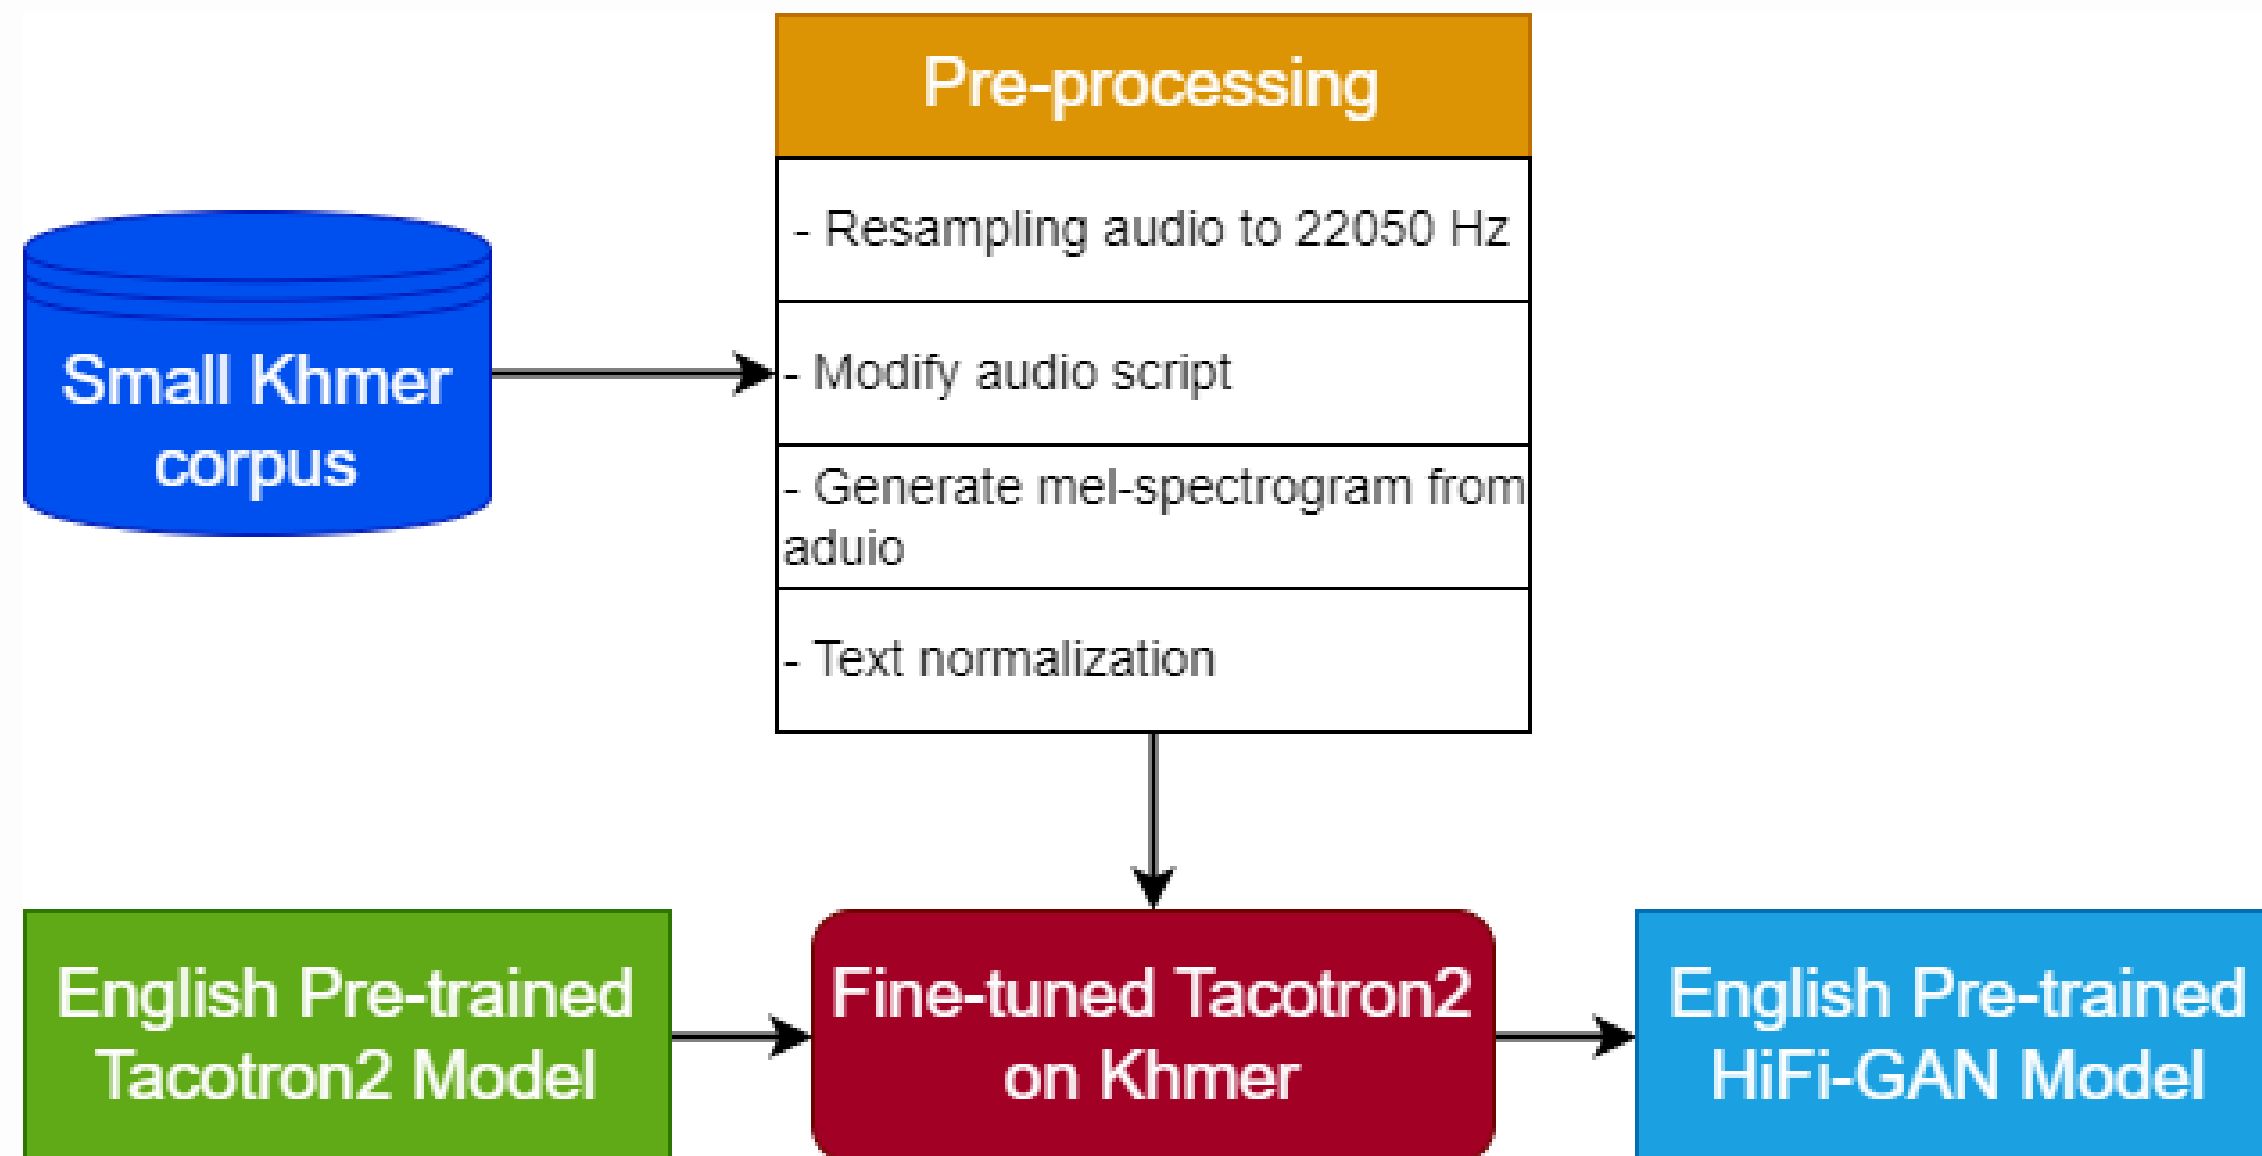 Pre-processing
- Resampling audio to 22050 Hz
- Modify audio script
- Generate mel-spectrogram from
aduio
- Text normalization
Small Khmer
corpus
English Pre-trained
Tacotron2 Model
Fine-tuned Tacotron2
on Khmer
English Pre-trained
HiFi-GAN Model